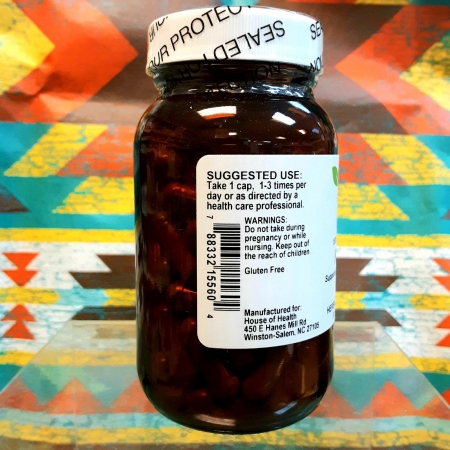 OUR PROTECT
SEALED
SUGGESTED USE:
Take 1 cap, 1-3 times per
day or as directed by a
health care professional.
WARNINGS:
Do not take during
pregnancy or while
nursing. Keep out of
the reach of children
Gluten Free
7 88332 15560 4
Manufactured for:
House of Health
450 E Hanes Mill Rd
Winston-Salem, NC 27105